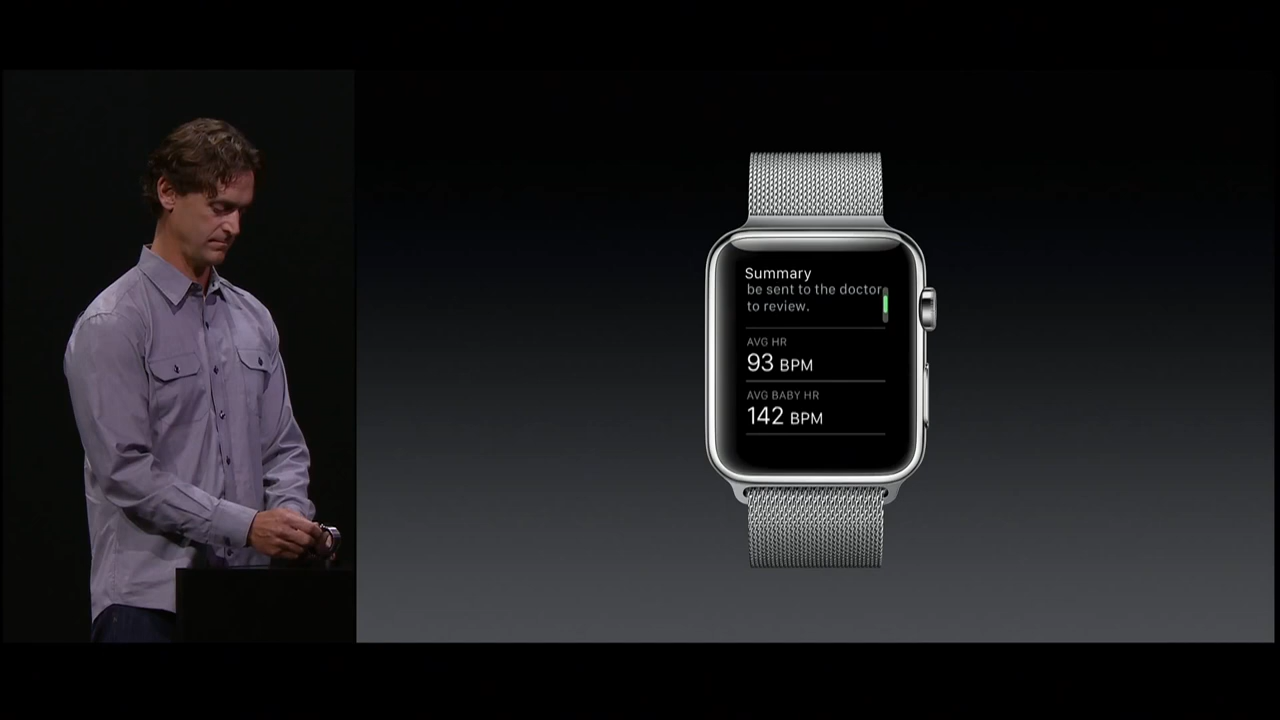 Summary
be sent to the doctor
to review.
AVG HR
93 BPM
AVG BABY HR
142 BPM